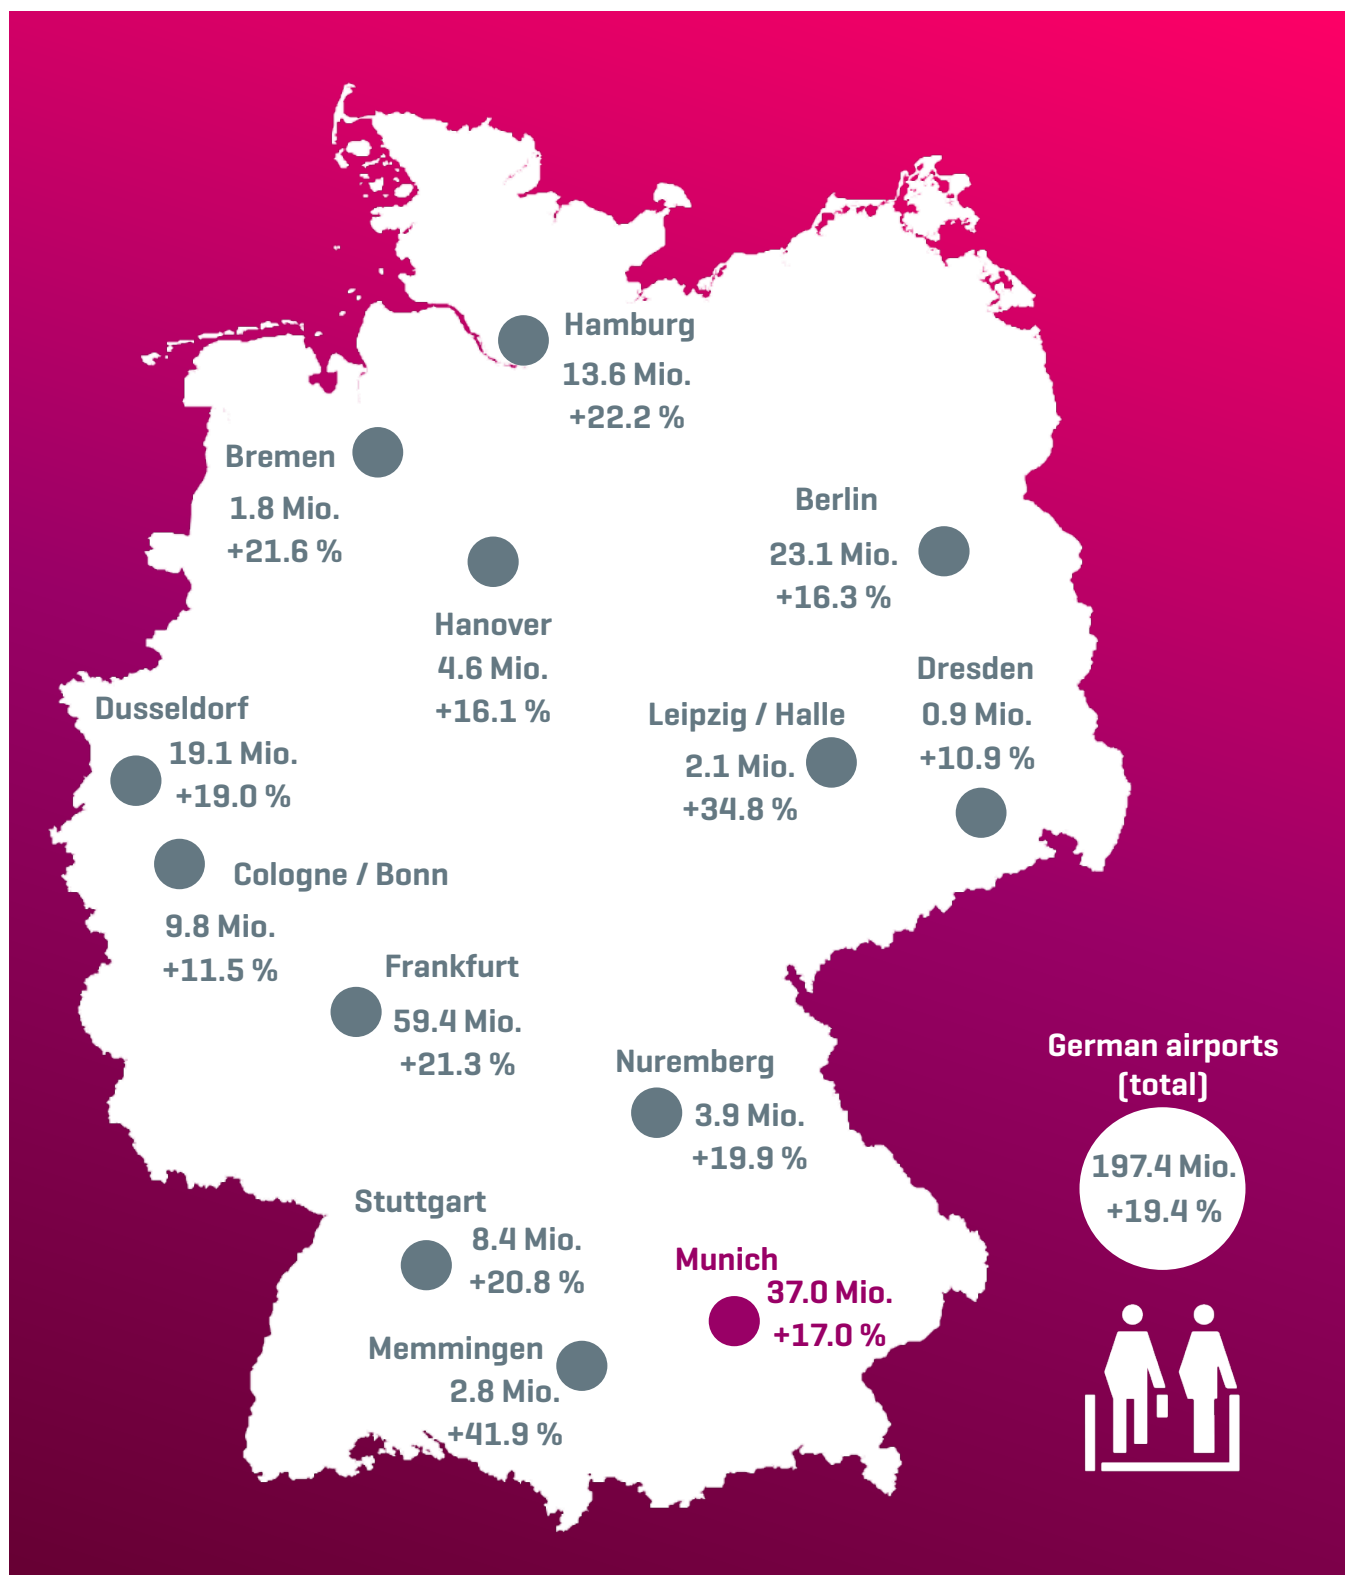 Hamburg
13.6 Mio.
+22.2 %
Bremen
1.8 Mio.
+21.6 %
Berlin
23.1 Mio.
+16.3 %
Hanover
4.6 Mio.
+16.1 %
Dresden
0.9 Mio.
+10.9 %
Dusseldorf
19.1 Mio.
+19.0 %
Leipzig / Halle
2.1 Mio.
+34.8 %
Cologne / Bonn
9.8 Mio.
+11.5 %
Frankfurt
59.4 Mio.
+21.3 %
Nuremberg
3.9 Mio.
+19.9 %
German airports
(total)
197.4 Mio.
+19.4 %
Stuttgart
8.4 Mio.
+20.8 %
Munich
37.0 Mio.
+17.0 %
Memmingen
2.8 Mio.
+41.9 %